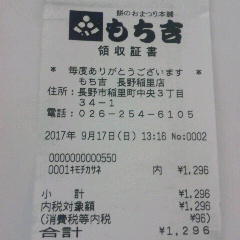 餅のおまつり本舗
もち吉
領収証書
* 毎度ありがとうございます *
もち吉 長野稲里店
住所:長野市稲里町中央3丁目
34-1
電話:026-254-6105
2017年 9月17日(日) 13:16 No:0002
0000000000550
0001キモチカサネ 内 ¥1,296
小 計 ¥1,296
内税対象額 ¥1,296
(消費税等内税 ¥96)
合計 ¥1,296